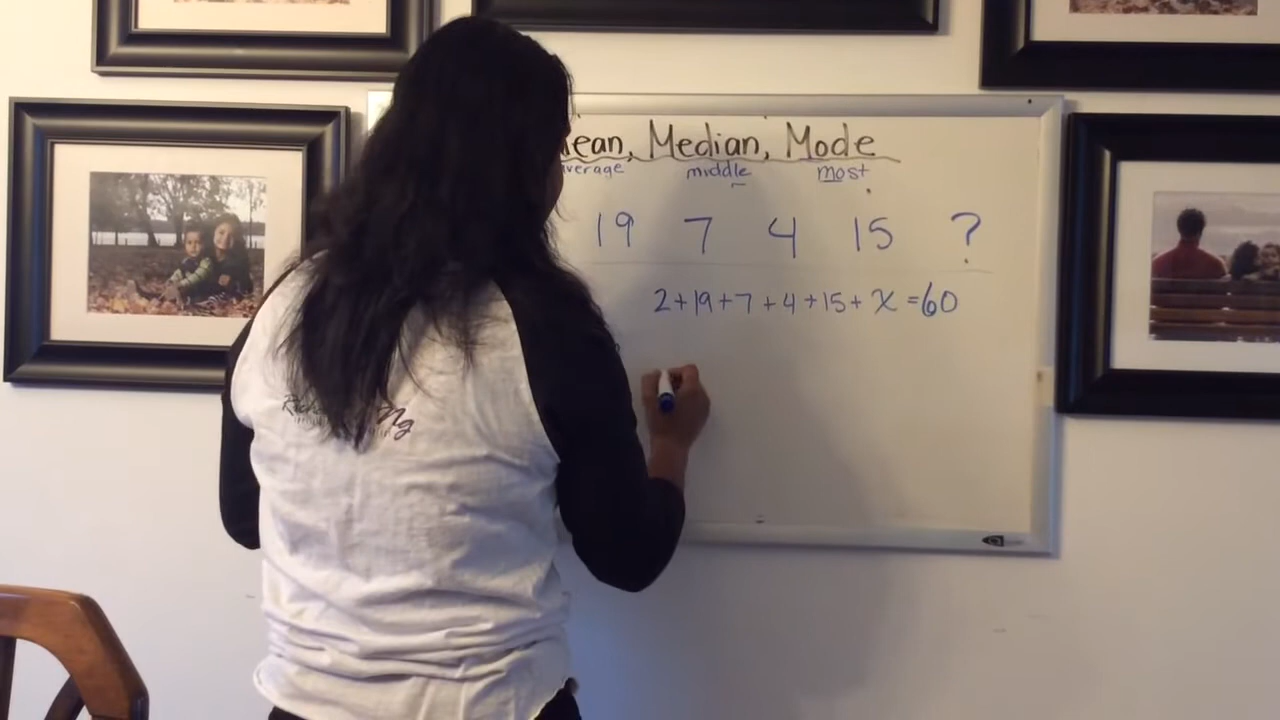 ean, Median, Mode
verage middle most
19 7 4 15 ?
2+19+7+4+15+x=60